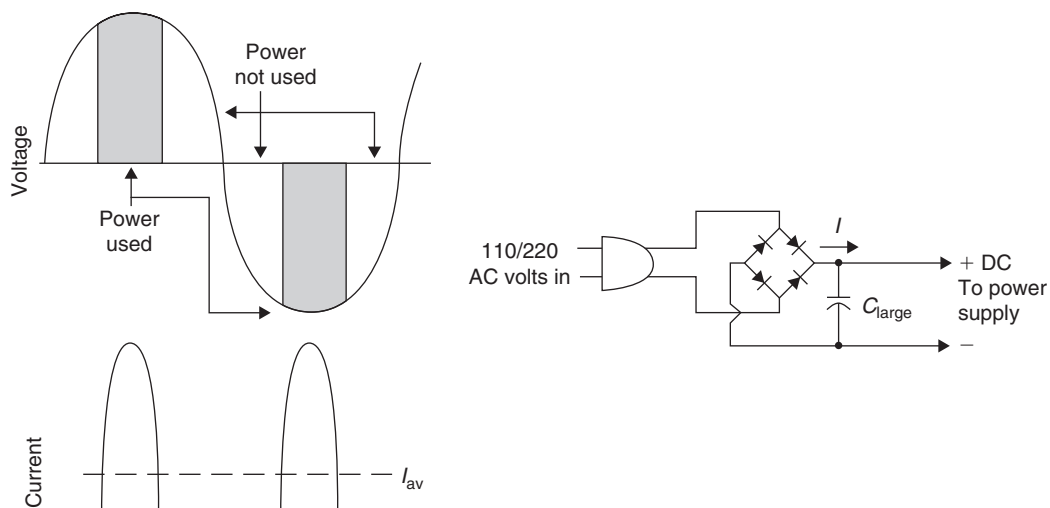 Voltage
Power
not used
Power
used
Current
I_av
110/220
AC volts in
I
C_large
+ DC
To power
supply
−